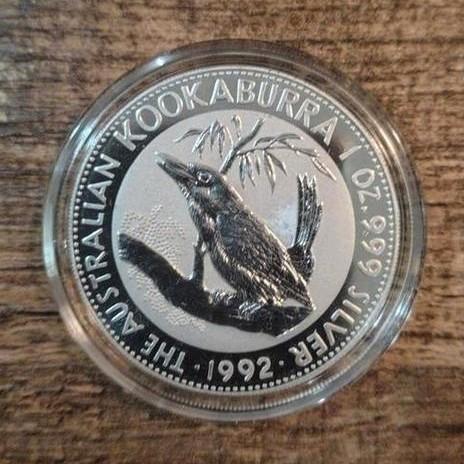 THE AUSTRALIAN KOOKABURRA 1 OZ. 999 SILVER
· 1992 ·